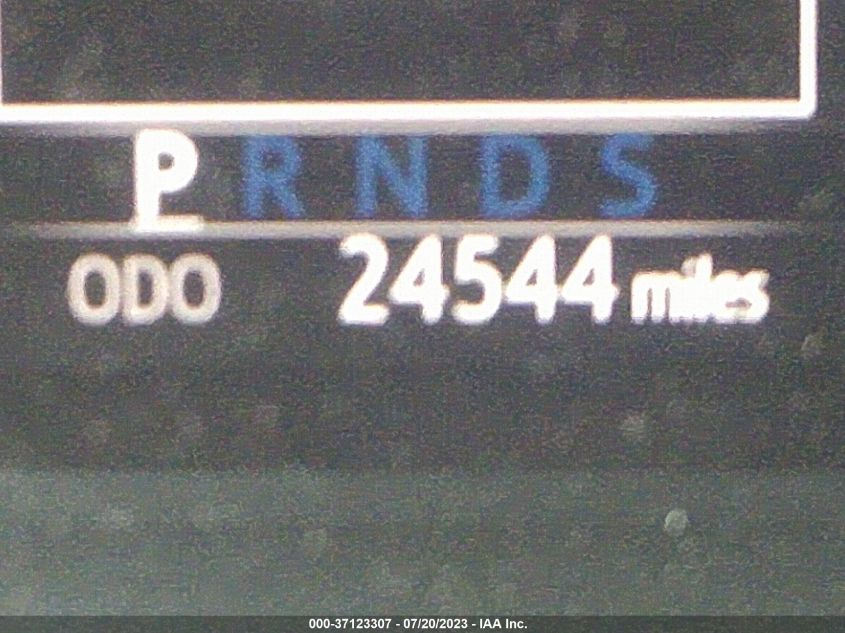 P R N D S
ODO 24544 miles
000-37123307 - 07/20/2023 - IAA Inc.